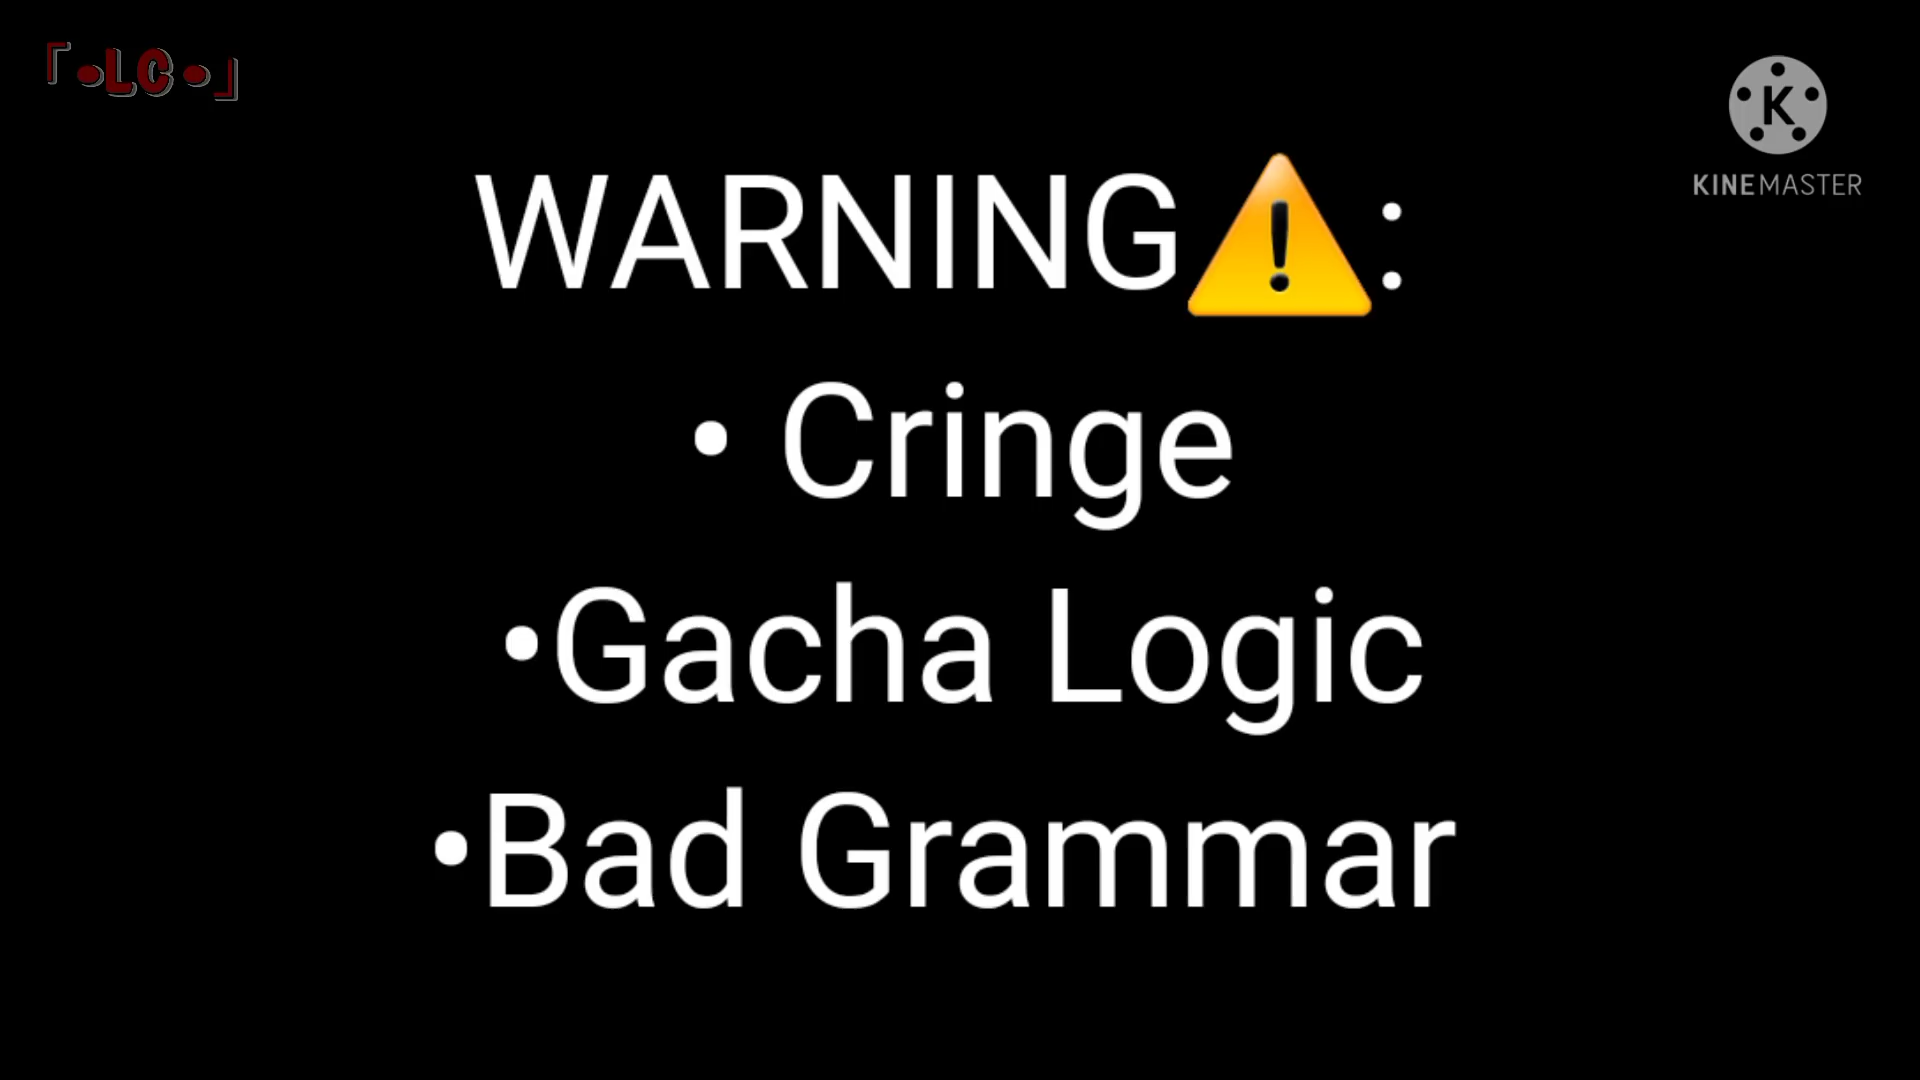 「•LC•」
K
KINEMASTER
WARNING⚠️:
• Cringe
•Gacha Logic
•Bad Grammar